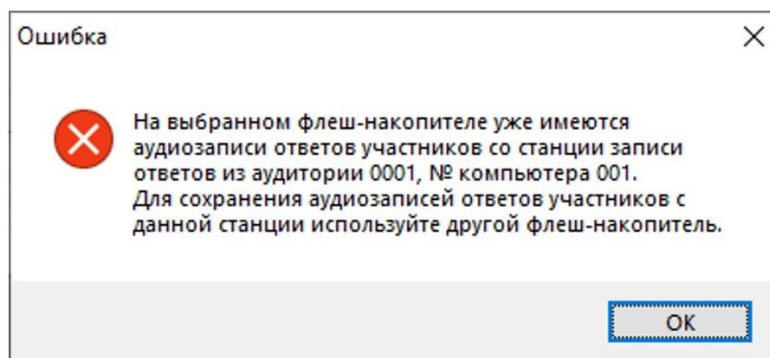 Ошибка
На выбранном флеш-накопителе уже имеются
аудиозаписи ответов участников со станции записи
ответов из аудитории 0001, № компьютера 001.
Для сохранения аудиозаписей ответов участников с
данной станции используйте другой флеш-накопитель.
ОК